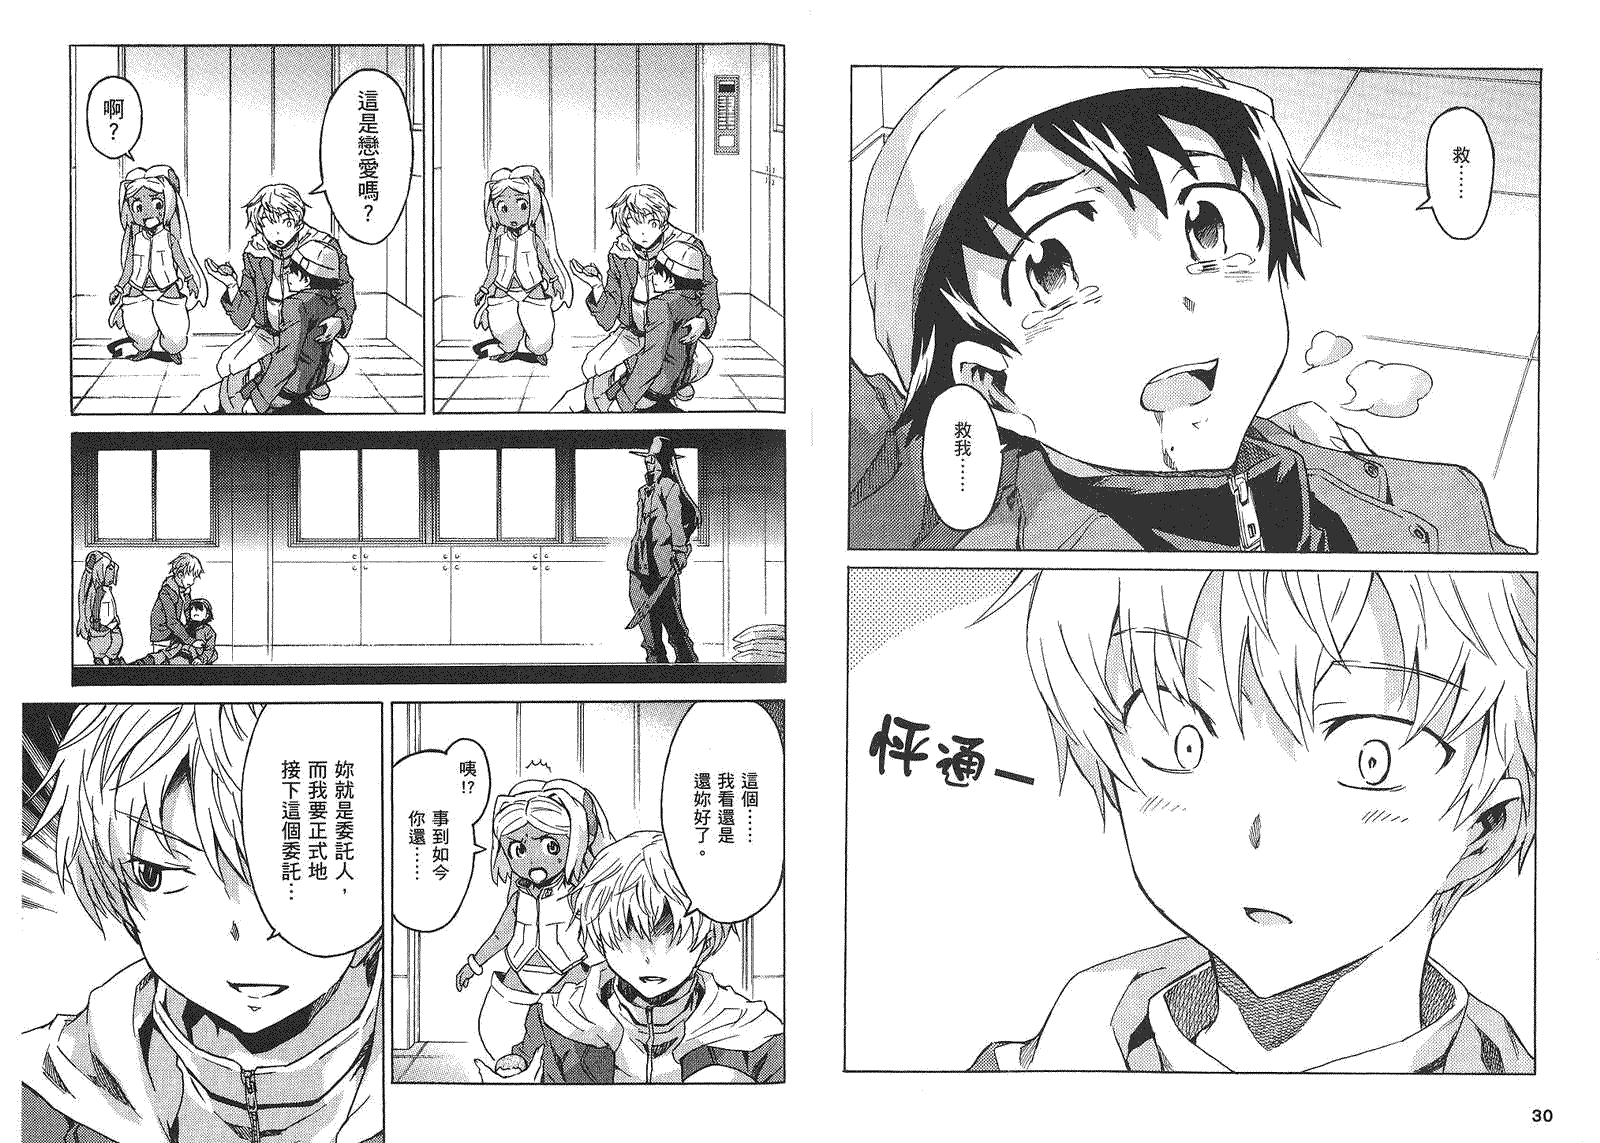 救……
救我……
怦通—
這是戀愛嗎？
啊？
這個……
我看還是
還妳好了。
咦!?
事到如今
你還……
妳就是委託人，
而我要正式地
接下這個委託…
30